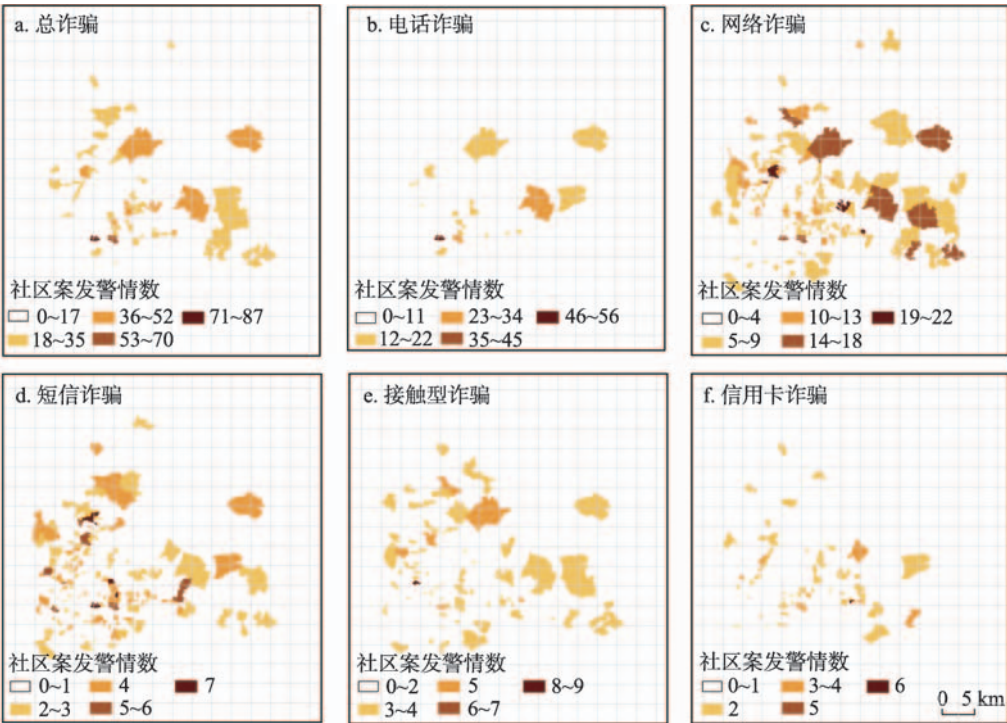 a. 总诈骗
社区案发警情数
0~17 36~52 71~87
18~35 53~70
b. 电话诈骗
社区案发警情数
0~11 23~34 46~56
12~22 35~45
c. 网络诈骗
社区案发警情数
0~4 10~13 19~22
5~9 14~18
d. 短信诈骗
社区案发警情数
0~1 4 7
2~3 5~6
e. 接触型诈骗
社区案发警情数
0~2 5 8~9
3~4 6~7
f. 信用卡诈骗
社区案发警情数
0~1 3~4 6
2 5
0 5 km